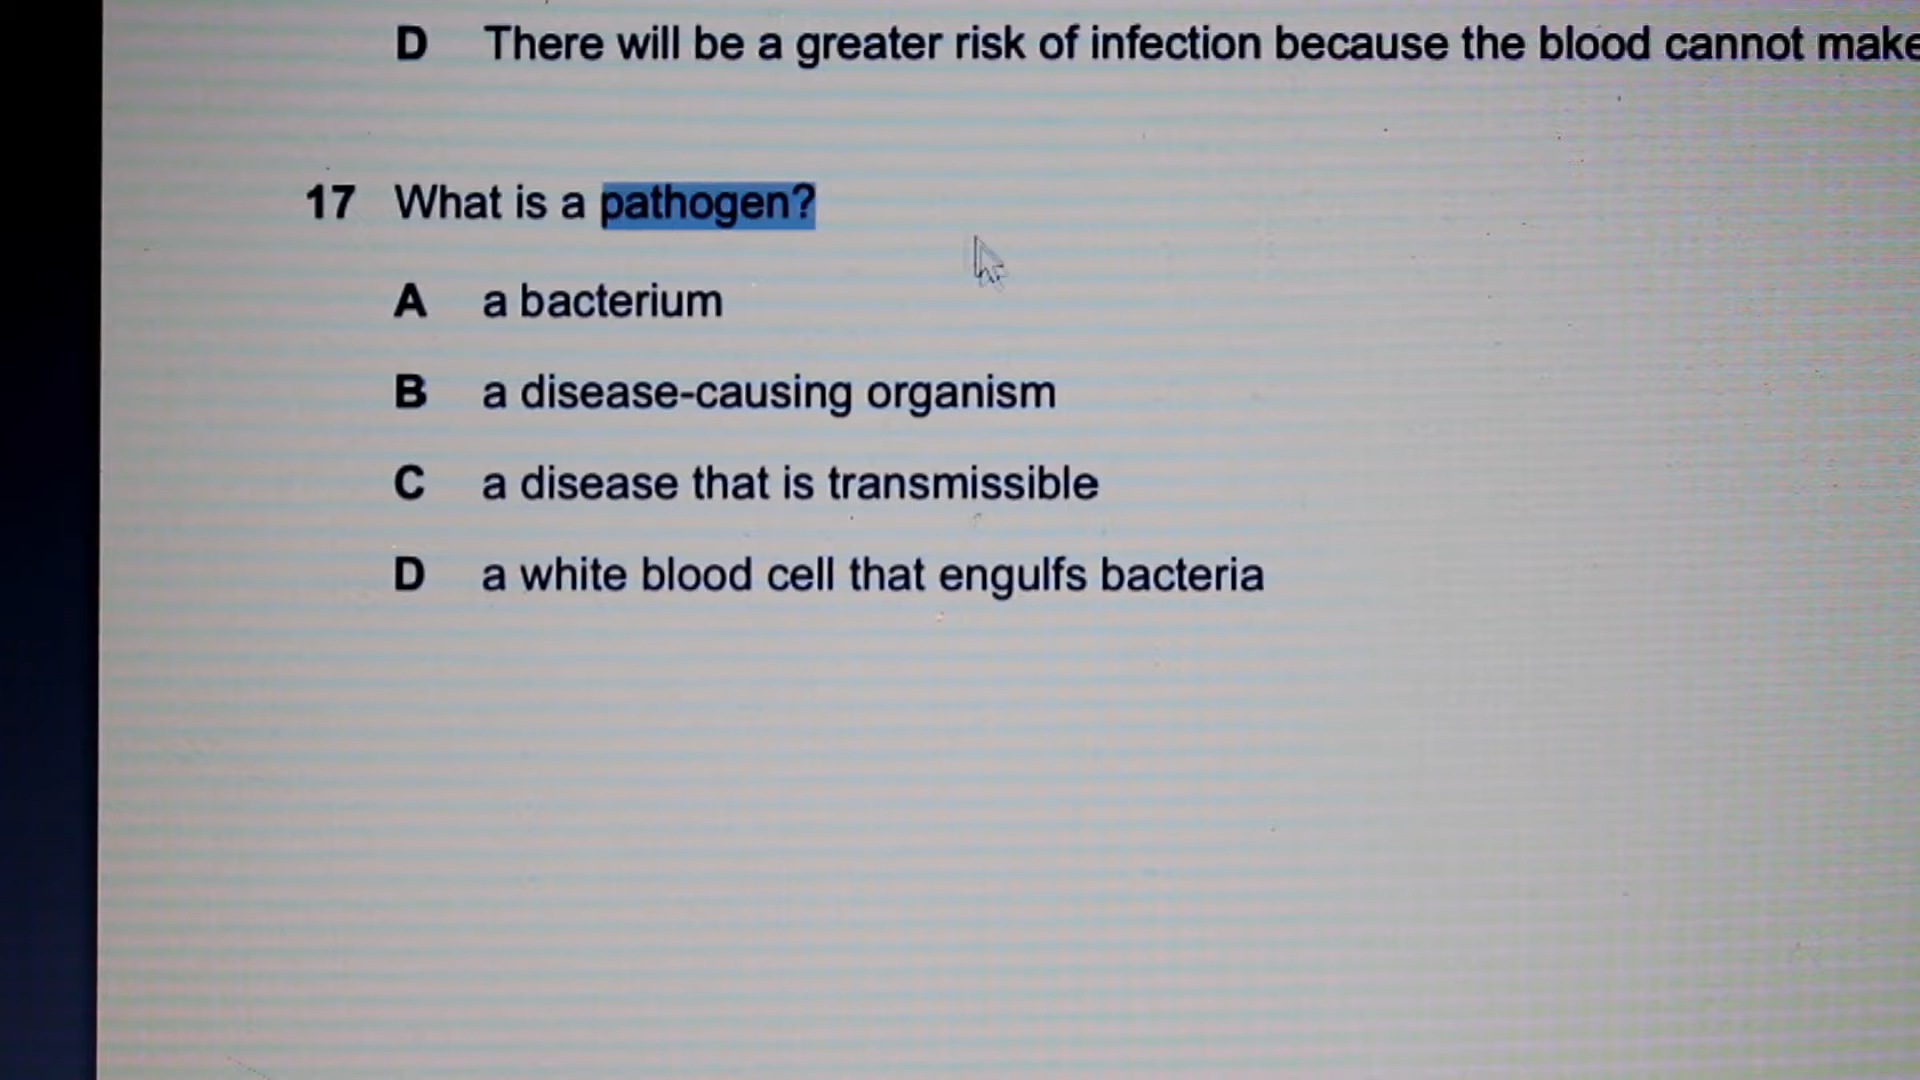 D There will be a greater risk of infection because the blood cannot make
17 What is a pathogen?
A a bacterium
B a disease-causing organism
C a disease that is transmissible
D a white blood cell that engulfs bacteria